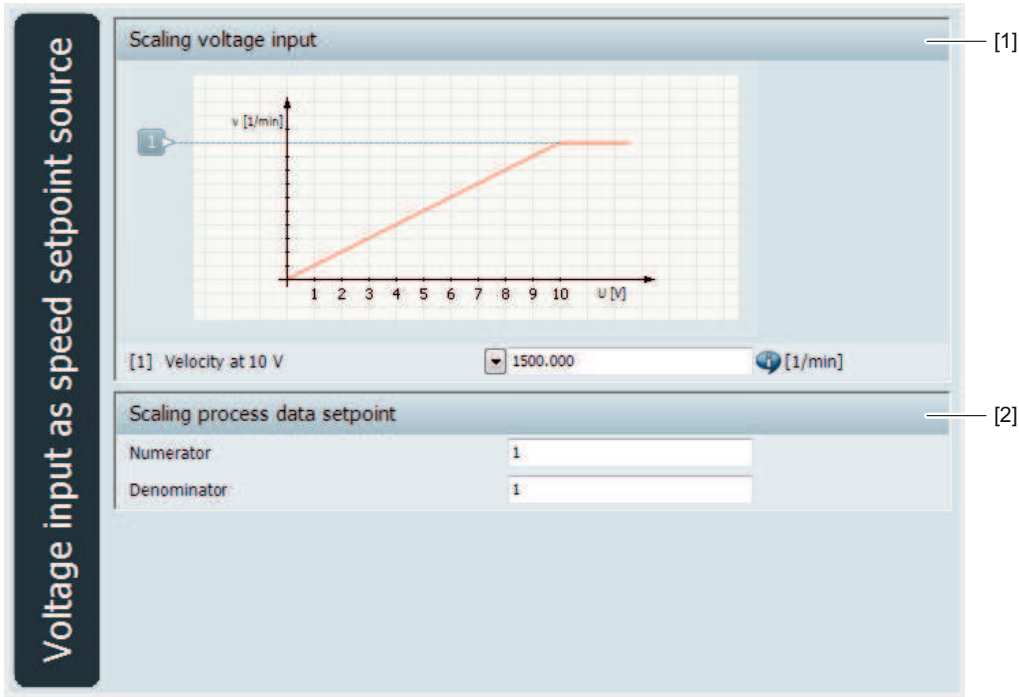 Voltage input as speed setpoint source
Scaling voltage input
[1]
v [1/min]
1
1 2 3 4 5 6 7 8 9 10 U [V]
[1] Velocity at 10 V 1500.000 [1/min]
Scaling process data setpoint
[2]
Numerator 1
Denominator 1